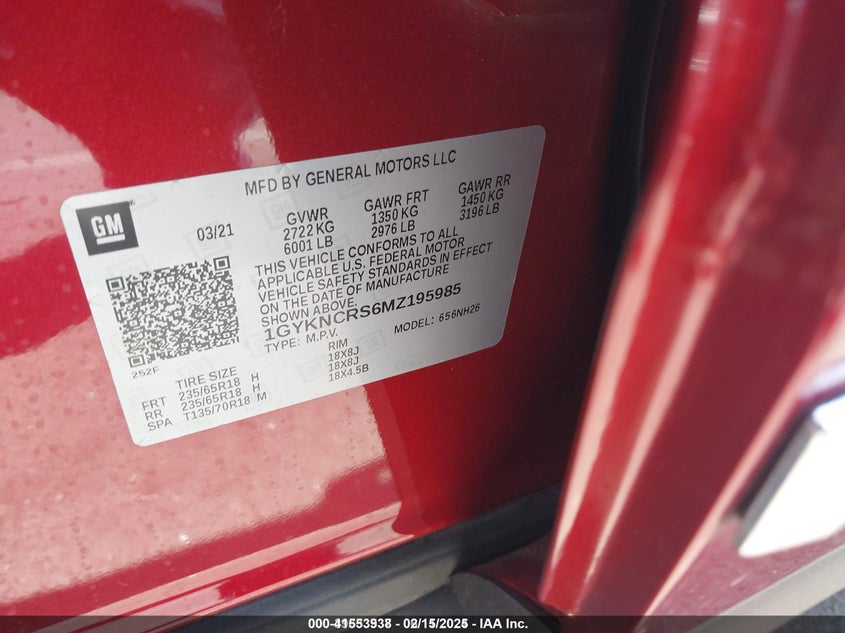 MFD BY GENERAL MOTORS LLC
GM
03/21
GVWR
2722 KG
6001 LB
GAWR FRT
1350 KG
2976 LB
GAWR RR
1450 KG
3196 LB
THIS VEHICLE CONFORMS TO ALL
APPLICABLE U.S. FEDERAL MOTOR
VEHICLE SAFETY STANDARDS IN EFFECT
ON THE DATE OF MANUFACTURE
SHOWN ABOVE.
1GYKNCRS6MZ195985
TYPE: M.P.V. MODEL: 656NH26
252F
TIRE SIZE RIM
FRT 235/65R18 H 18X8J
RR 235/65R18 H 18X8J
SPA T135/70R18 M 18X4.5B
02/15/2025 - IAA Inc.